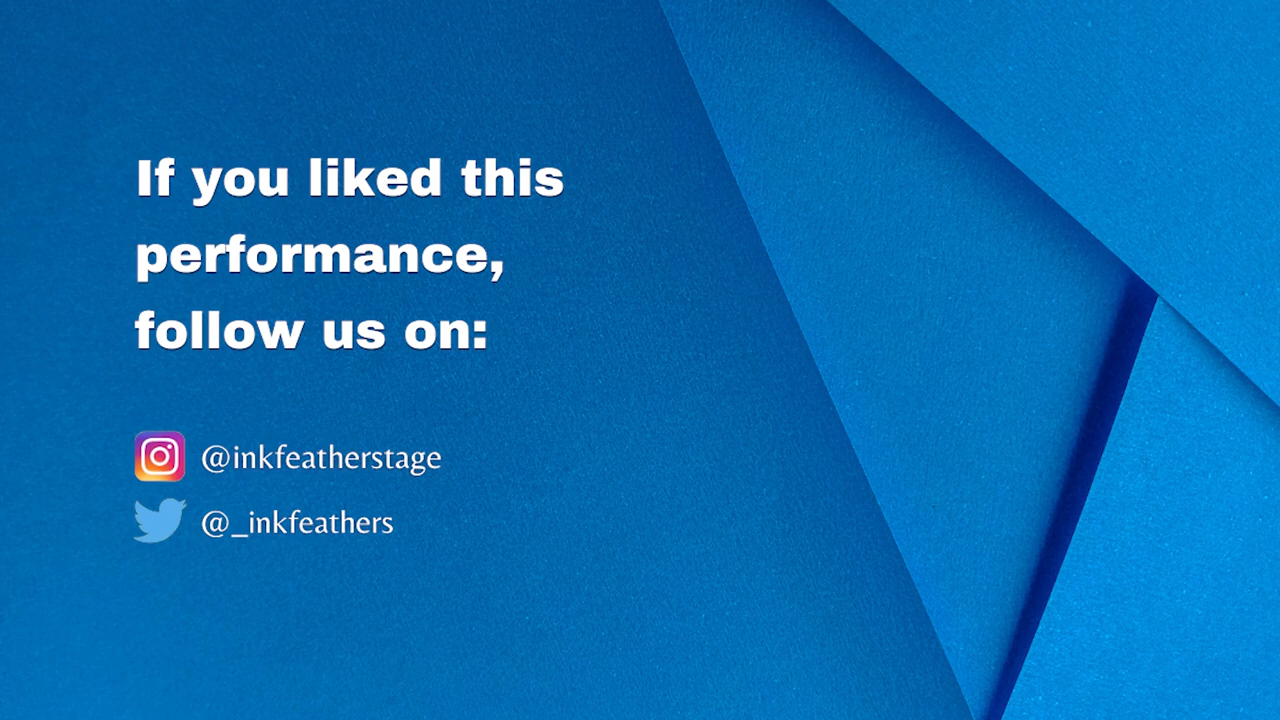 If you liked this
performance,
follow us on:
@inkfeatherstage
@_inkfeathers